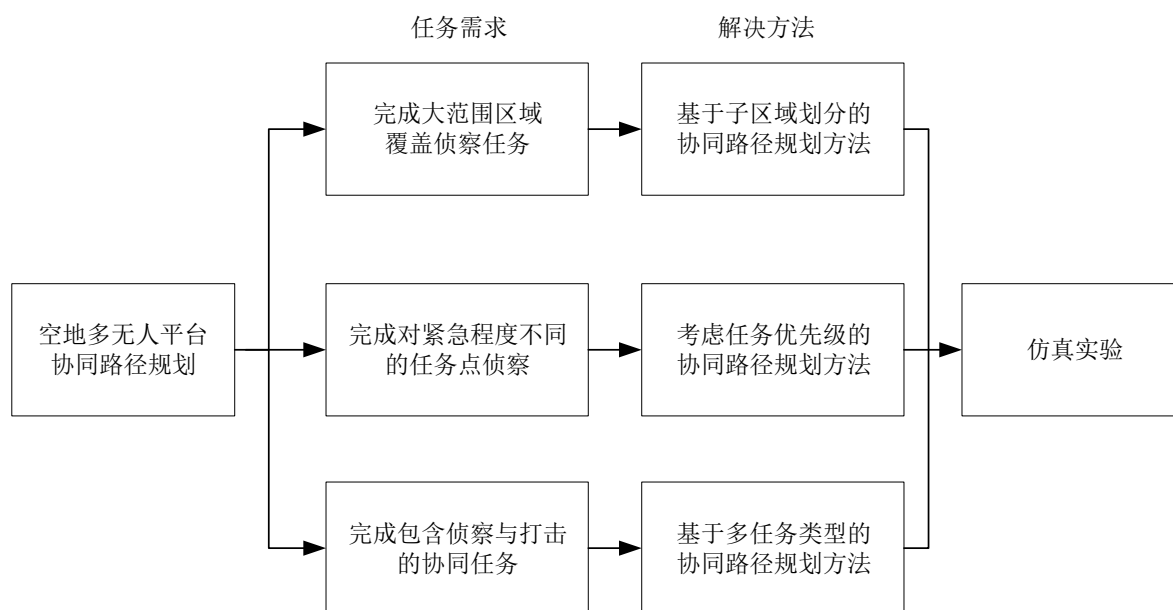 任务需求
解决方法
完成大范围区域
覆盖侦察任务
基于子区域划分的
协同路径规划方法
空地多无人平台
协同路径规划
完成对紧急程度不同
的任务点侦察
考虑任务优先级的
协同路径规划方法
仿真实验
完成包含侦察与打击
的协同任务
基于多任务类型的
协同路径规划方法